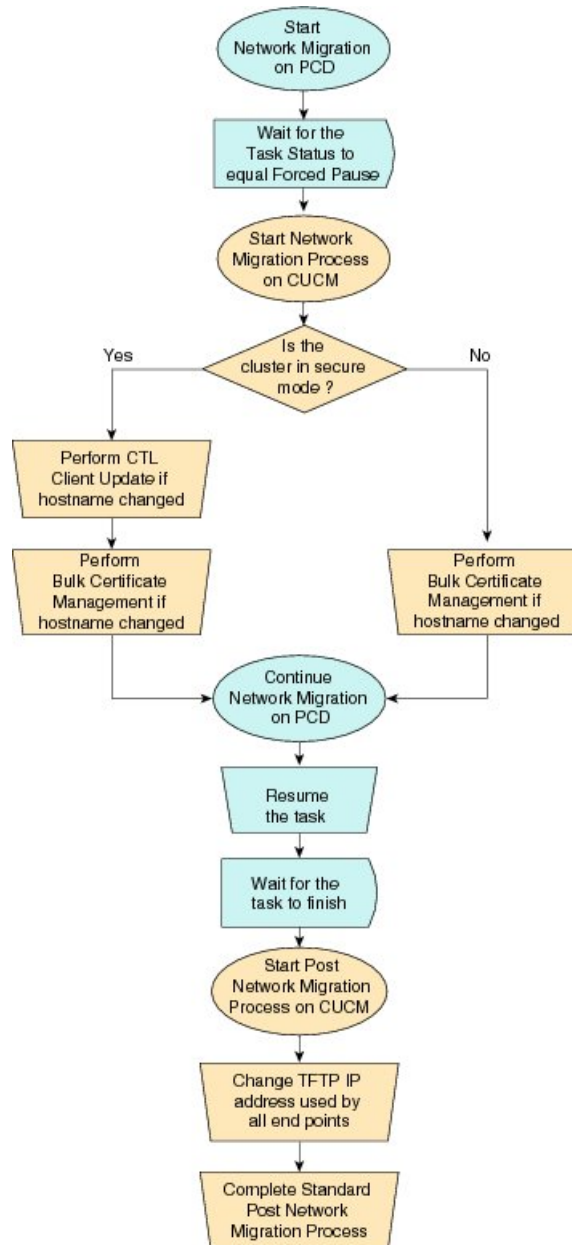 Start
Network Migration
on PCD
Wait for the
Task Status to
equal Forced Pause
Start Network
Migration Process
on CUCM
Is the
cluster in secure
mode ?
Yes
No
Perform CTL
Client Update if
hostname changed
Perform
Bulk Certificate
Management if
hostname changed
Perform
Bulk Certificate
Management if
hostname changed
Continue
Network Migration
on PCD
Resume
the task
Wait for the
task to finish
Start Post
Network Migration
Process on CUCM
Change TFTP IP
address used by
all end points
Complete Standard
Post Network
Migration Process